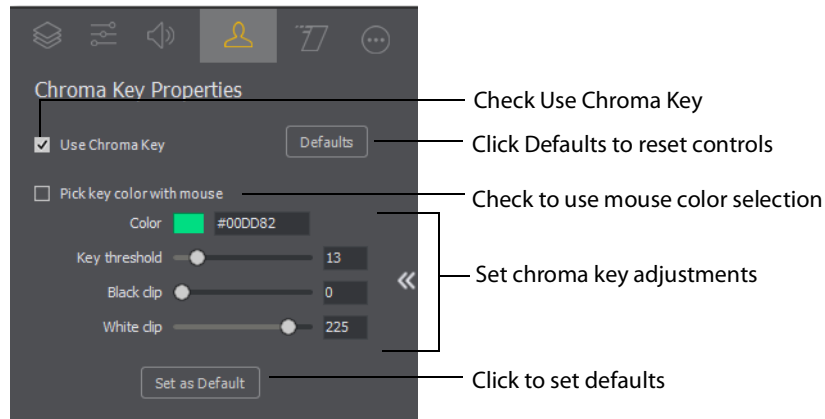 Chroma Key Properties
Check Use Chroma Key
Use Chroma Key
Defaults
Click Defaults to reset controls
Pick key color with mouse
Check to use mouse color selection
Color #00DD82
Key threshold 13
Set chroma key adjustments
Black clip 0
White clip 225
Set as Default
Click to set defaults